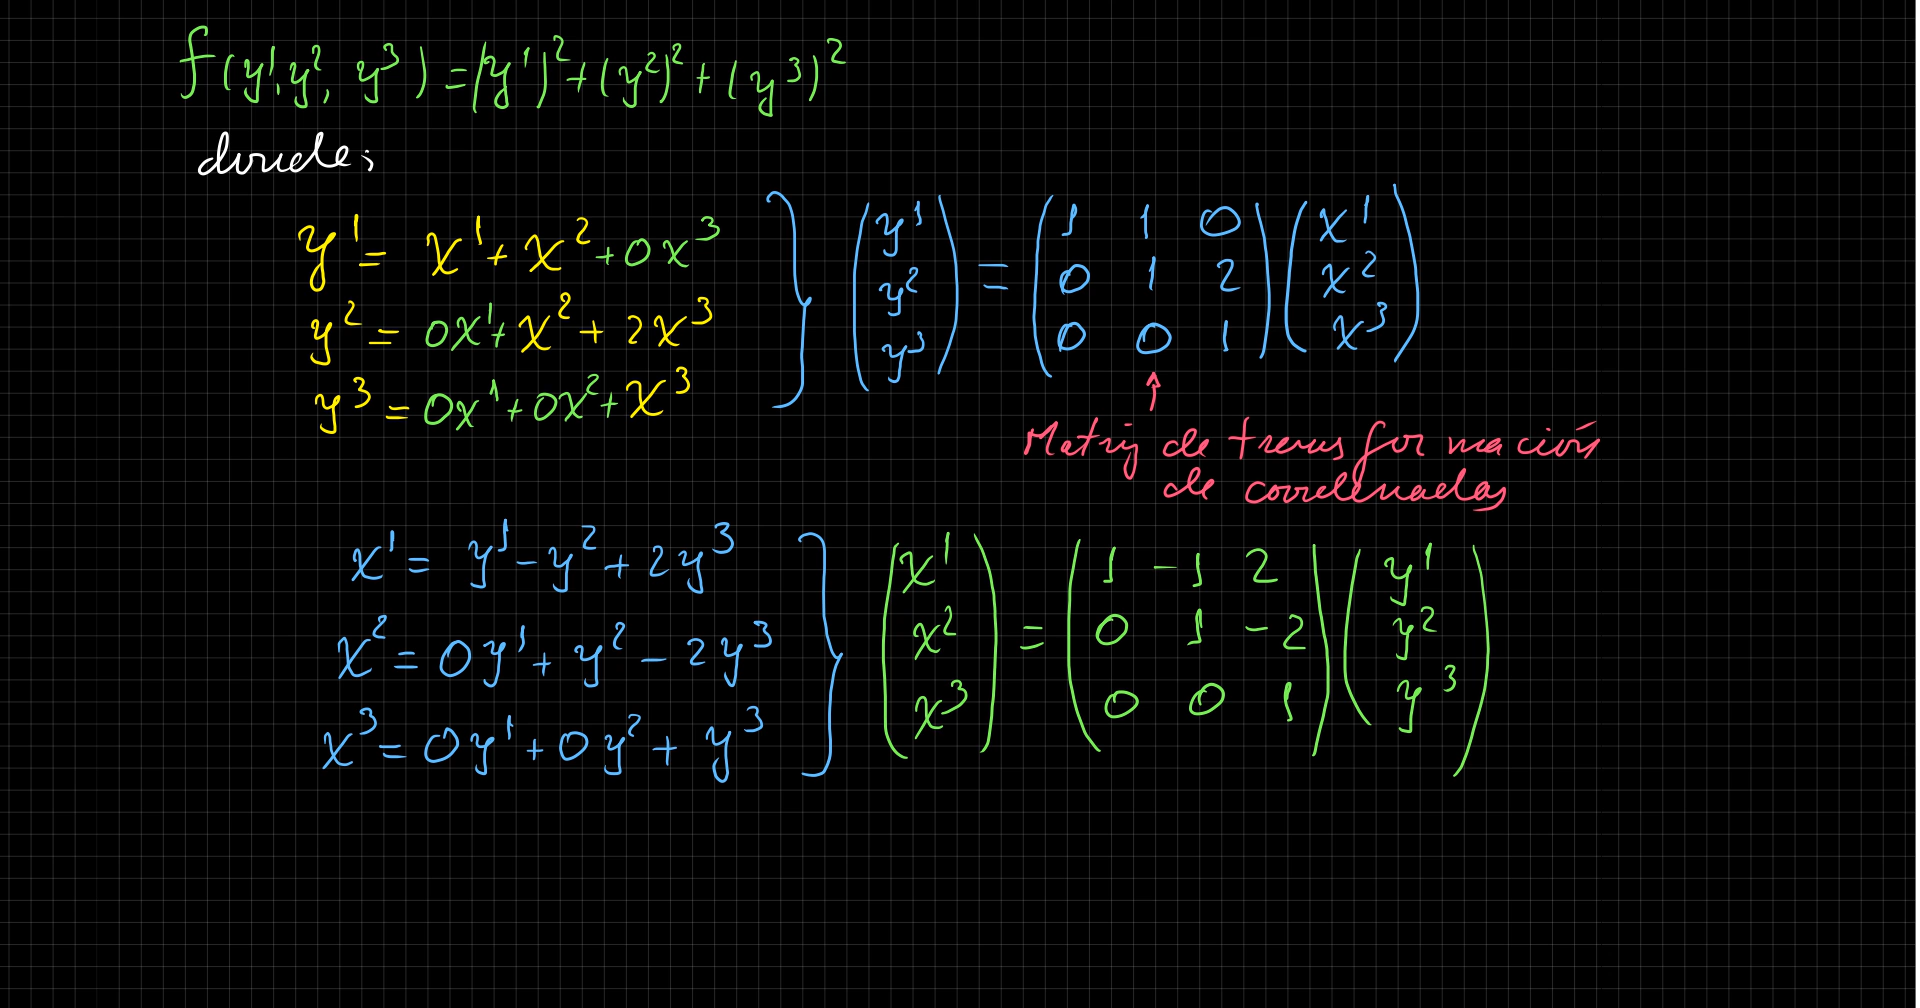 f(y¹, y², y³) = (y¹)² + (y²)² + (y³)²
donde:
y¹ = x¹ + x² + 0x³
y² = 0x¹ + x² + 2x³
y³ = 0x¹ + 0x² + x³
(y¹ y² y³) = (1 1 0
0 1 2
0 0 1) (x¹ x² x³)
Matriz de transformación
de coordenadas
x¹ = y¹ - y² + 2y³
x² = 0y¹ + y² - 2y³
x³ = 0y¹ + 0y² + y³
(x¹ x² x³) = (1 -1 2
0 1 -2
0 0 1) (y¹ y² y³)